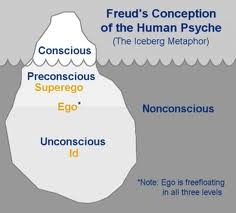 Freud's Conception
of the Human Psyche
(The Iceberg Metaphor)
Conscious
Preconscious
Superego
Ego*
Nonconscious
Unconscious
Id
*Note: Ego is freefloating
in all three levels